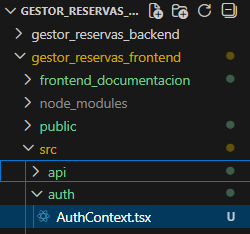 GESTOR_RESERVAS_...
gestor_reservas_backend
gestor_reservas_frontend
frontend_documentacion
node_modules
public
src
api
auth
AuthContext.tsx U